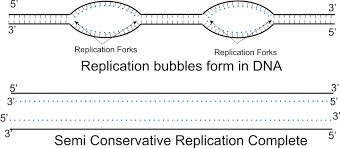 5' 3'
3' 5'
Replication Forks Replication Forks
Replication bubbles form in DNA
5' 3'
3' 5'
5' 3'
3' 5'
Semi Conservative Replication Complete